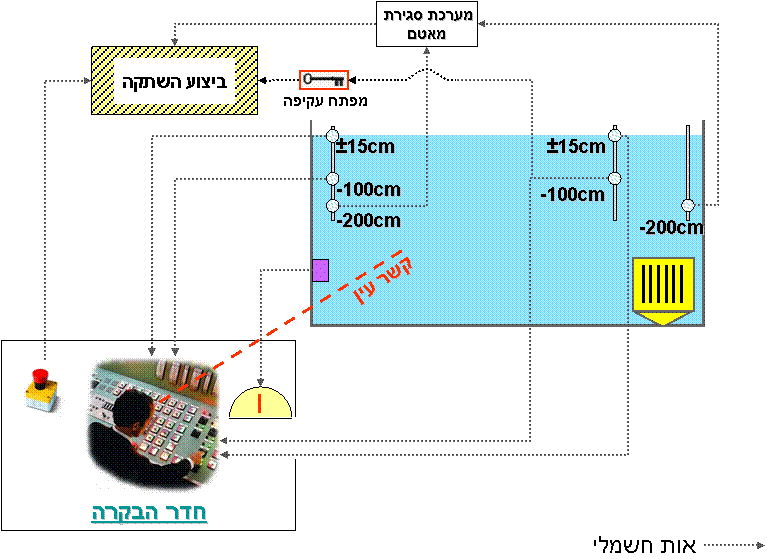 מערכת סגירת
מאטם
ביצוע השתקה
מפתח עקיפה
±15cm
-100cm
-200cm
±15cm
-100cm
-200cm
קשר עין
חדר הבקרה
אות חשמלי